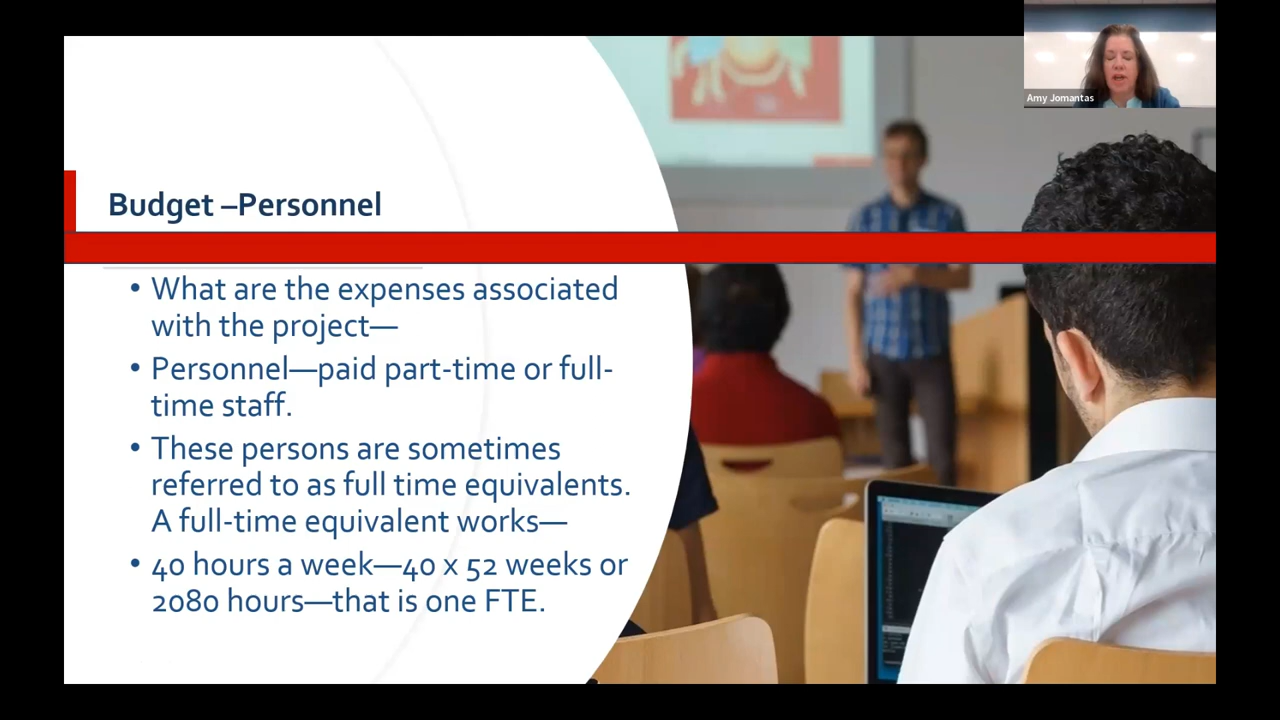 Amy Jomantas
Budget –Personnel
• What are the expenses associated
with the project—
• Personnel—paid part-time or full-
time staff.
• These persons are sometimes
referred to as full time equivalents.
A full-time equivalent works—
• 40 hours a week—40 x 52 weeks or
2080 hours—that is one FTE.